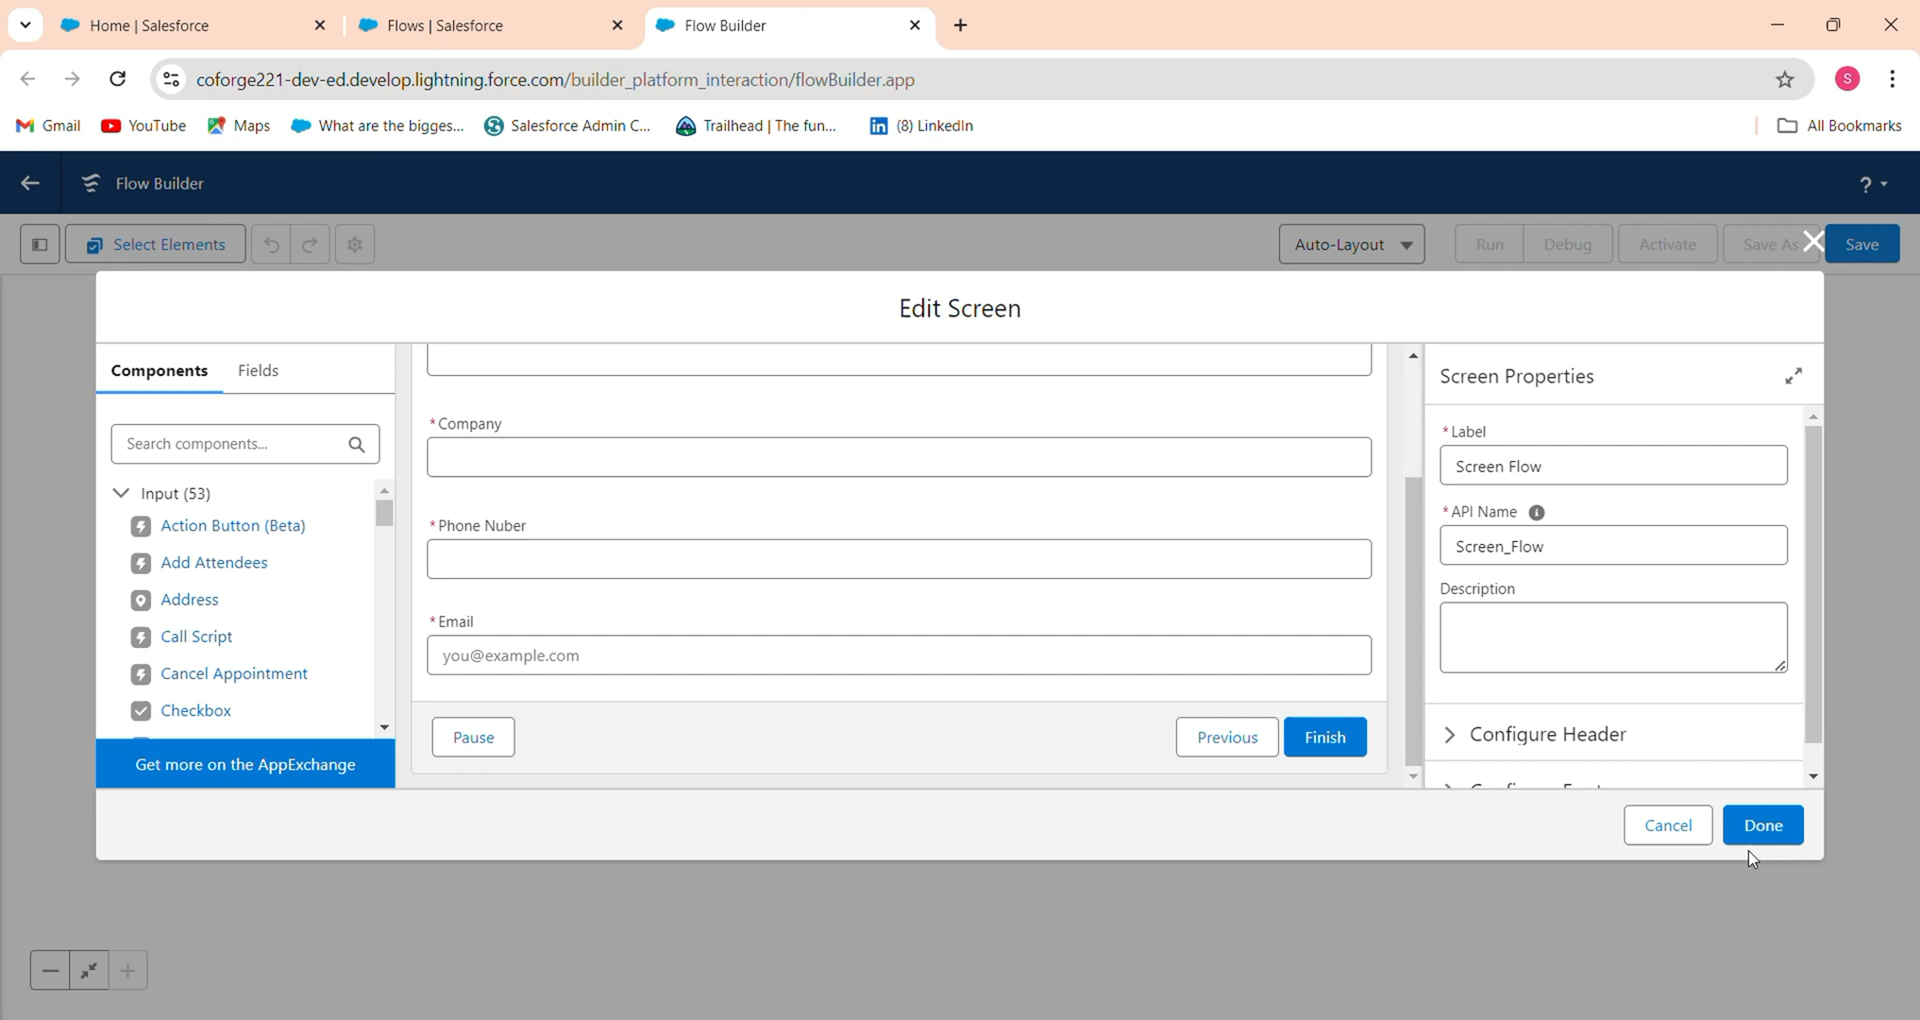 Home | Salesforce
Flows | Salesforce
Flow Builder
coforge221-dev-ed.develop.lightning.force.com/builder_platform_interaction/flowBuilder.app
S
Gmail
YouTube
Maps
What are the bigges...
Salesforce Admin C...
Trailhead | The fun...
(8) LinkedIn
All Bookmarks
Flow Builder
?
Select Elements
Auto-Layout
Run
Debug
Activate
Save As
Save
Edit Screen
Components
Fields
Search components...
Input (53)
Action Button (Beta)
Add Attendees
Address
Call Script
Cancel Appointment
Checkbox
Get more on the AppExchange
* Company
* Phone Nuber
* Email
you@example.com
Pause
Previous
Finish
Screen Properties
* Label
Screen Flow
* API Name
Screen_Flow
Description
Configure Header
Cancel
Done